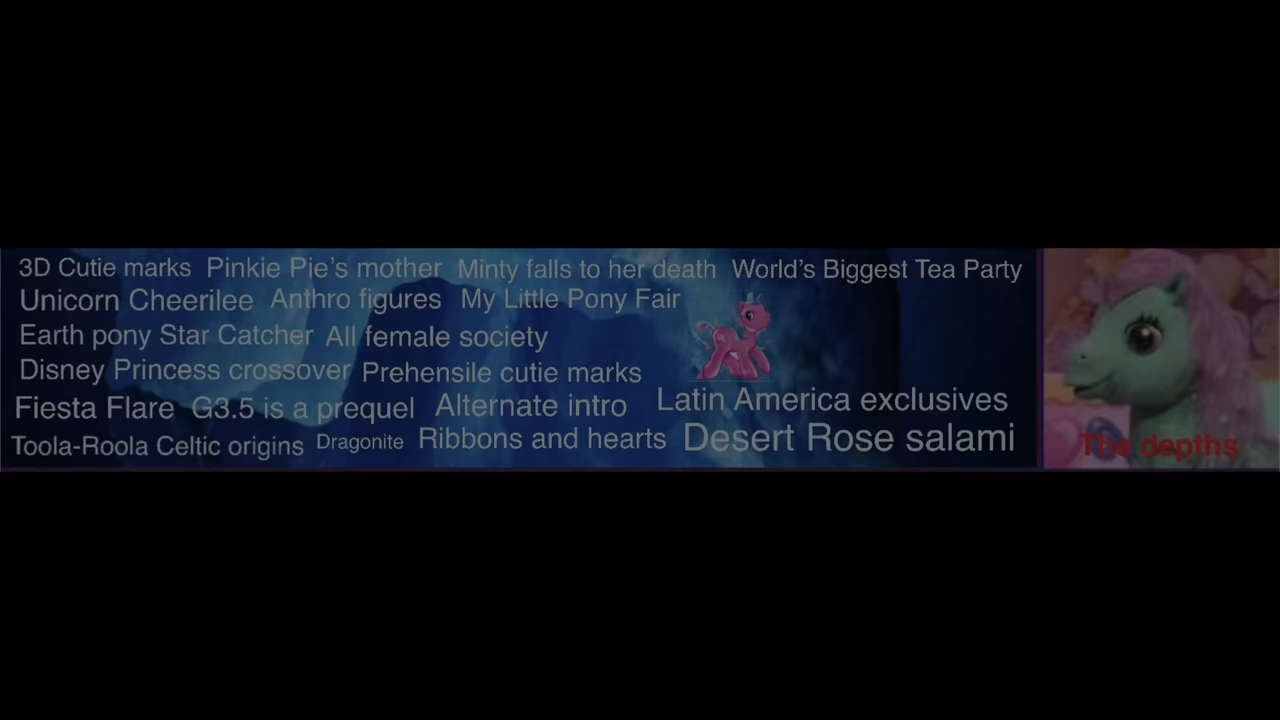 3D Cutie marks Pinkie Pie's mother Minty falls to her death World's Biggest Tea Party
Unicorn Cheerilee Anthro figures My Little Pony Fair
Earth pony Star Catcher All female society
Disney Princess crossover Prehensile cutie marks
Fiesta Flare G3.5 is a prequel Alternate intro Latin America exclusives
Toola-Roola Celtic origins Dragonite Ribbons and hearts Desert Rose salami
The depths